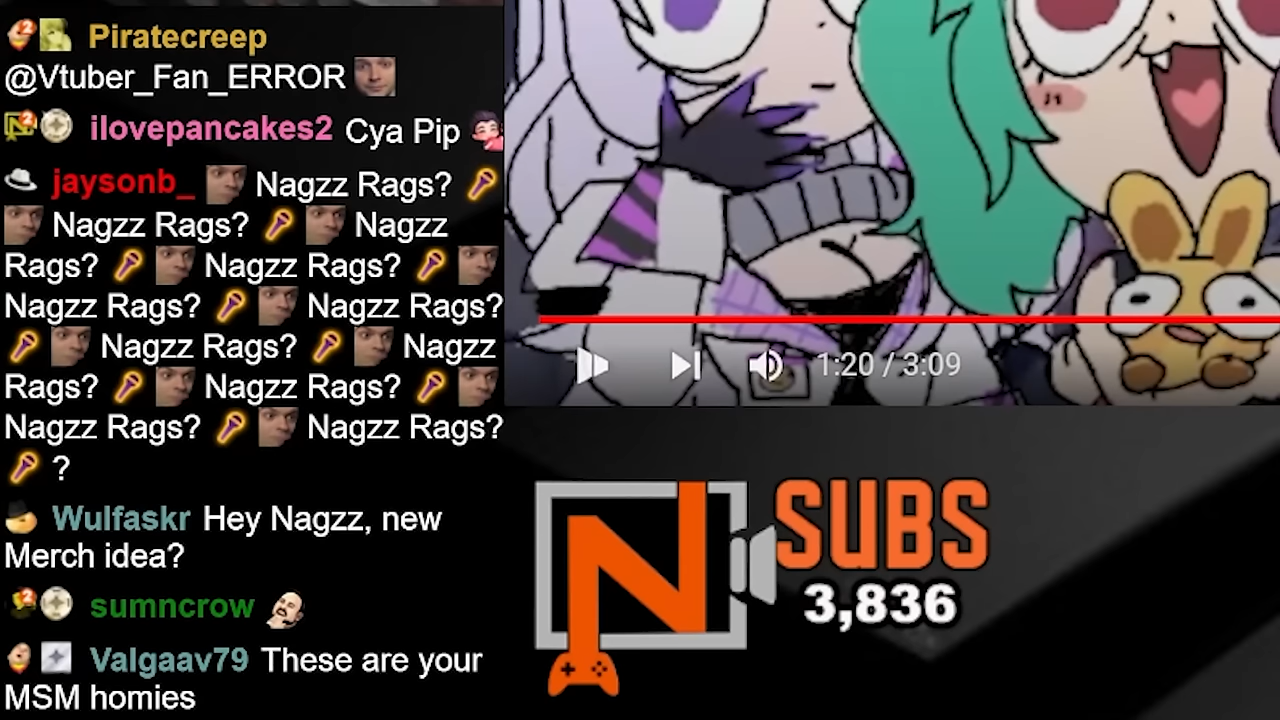 Piratecreep
@Vtuber_Fan_ERROR
ilovepancakes2 Cya Pip
jaysonb_ Nagzz Rags?
Nagzz Rags? Nagzz
Rags? Nagzz Rags?
Nagzz Rags? Nagzz Rags?
Nagzz Rags? Nagzz
Rags? Nagzz Rags?
Nagzz Rags? Nagzz Rags?
?
Wulfaskr Hey Nagzz, new
Merch idea?
sumncrow
Valgaav79 These are your
MSM homies
1:20 / 3:09
N SUBS
3,836